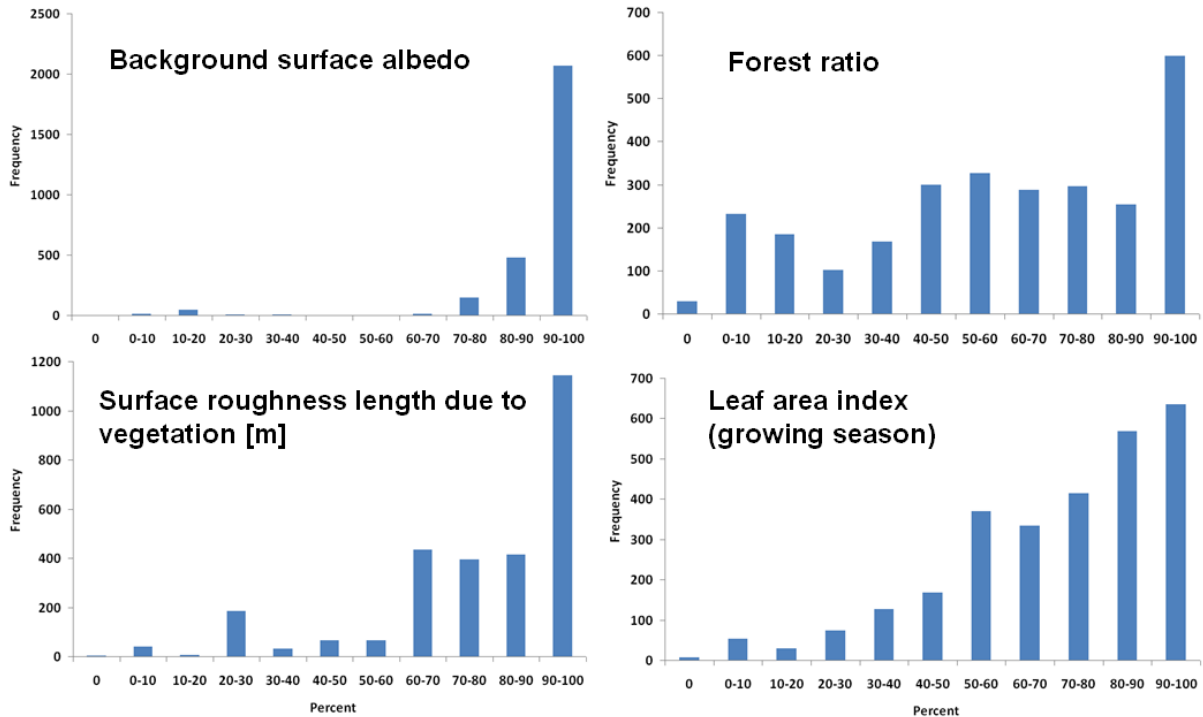 Background surface albedo
Frequency
2500
2000
1500
1000
500
0
0 0-10 10-20 20-30 30-40 40-50 50-60 60-70 70-80 80-90 90-100
Forest ratio
Frequency
700
600
500
400
300
200
100
0
0 0-10 10-20 20-30 30-40 40-50 50-60 60-70 70-80 80-90 90-100
Surface roughness length due to
vegetation [m]
Frequency
1200
1000
800
600
400
200
0
0 0-10 10-20 20-30 30-40 40-50 50-60 60-70 70-80 80-90 90-100
Percent
Leaf area index
(growing season)
Frequency
700
600
500
400
300
200
100
0
0 0-10 10-20 20-30 30-40 40-50 50-60 60-70 70-80 80-90 90-100
Percent